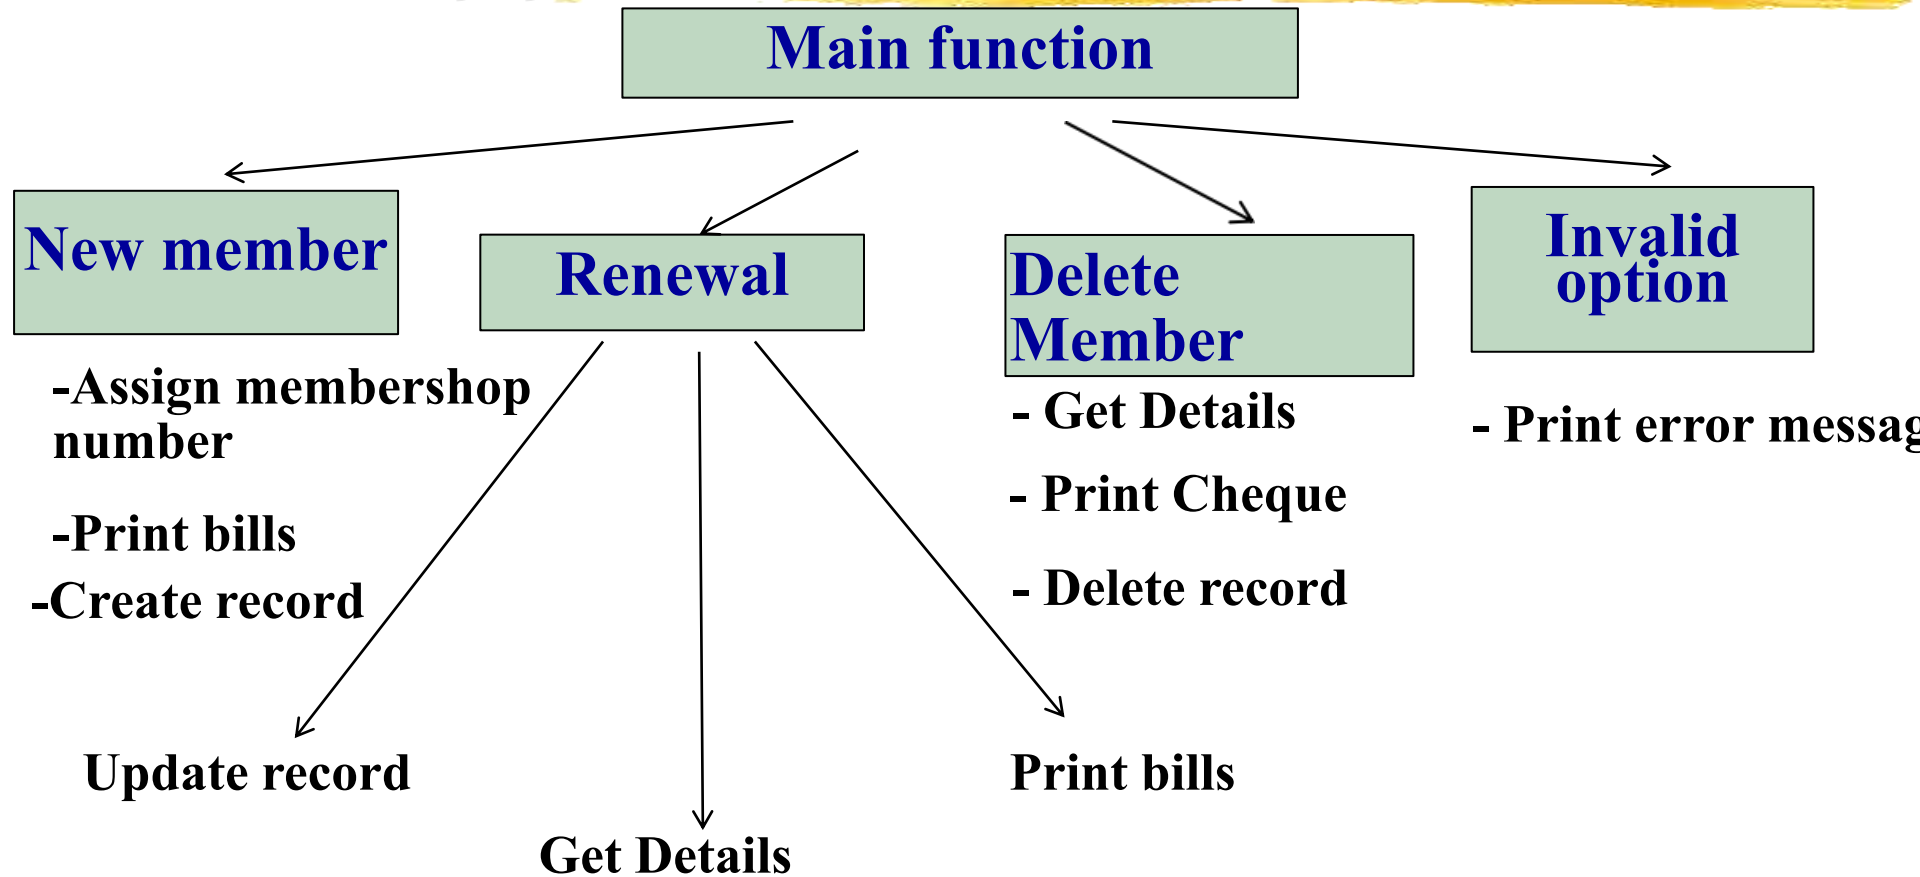 Main function
New member
Renewal
Delete
Member
Invalid
option
-Assign membershop
number
-Print bills
-Create record
- Get Details
- Print Cheque
- Delete record
- Print error messag
Update record
Get Details
Print bills